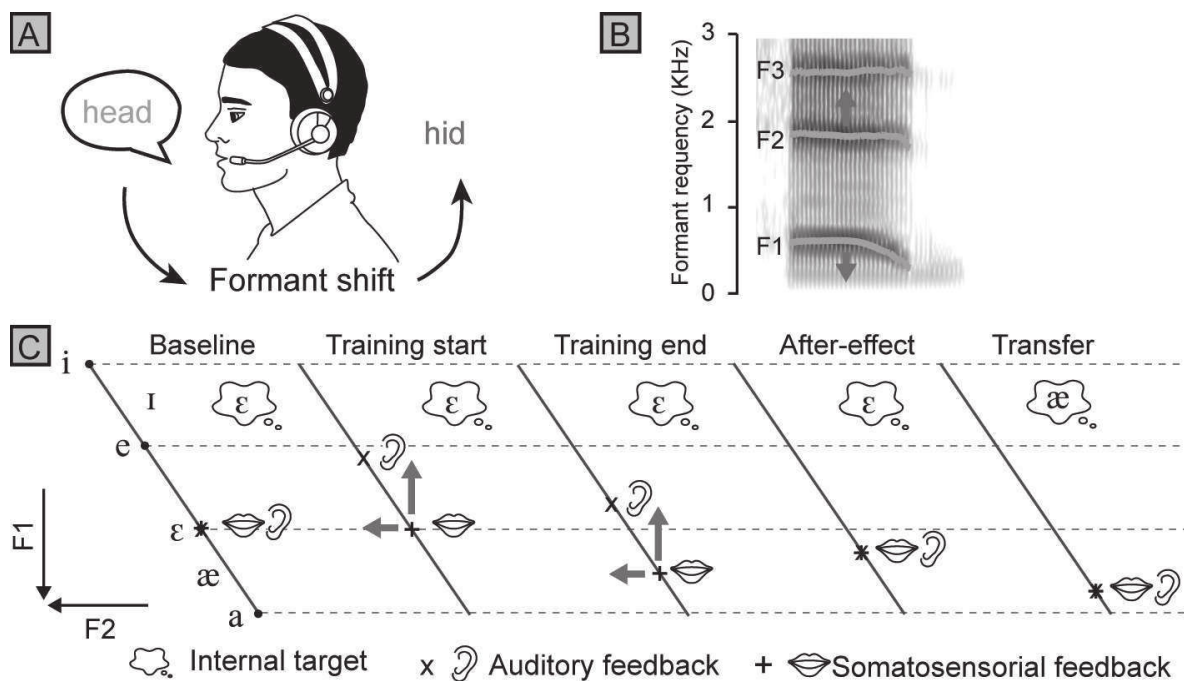 A
head
hid
Formant shift
B
Formant requency (KHz)
3
2
1
0
F3
F2
F1
C
Baseline Training start Training end After-effect Transfer
i
ɪ
e
ɛ
æ
a
ɛ ɛ ɛ ɛ æ
F1
F2
Internal target x Auditory feedback + Somatosensorial feedback